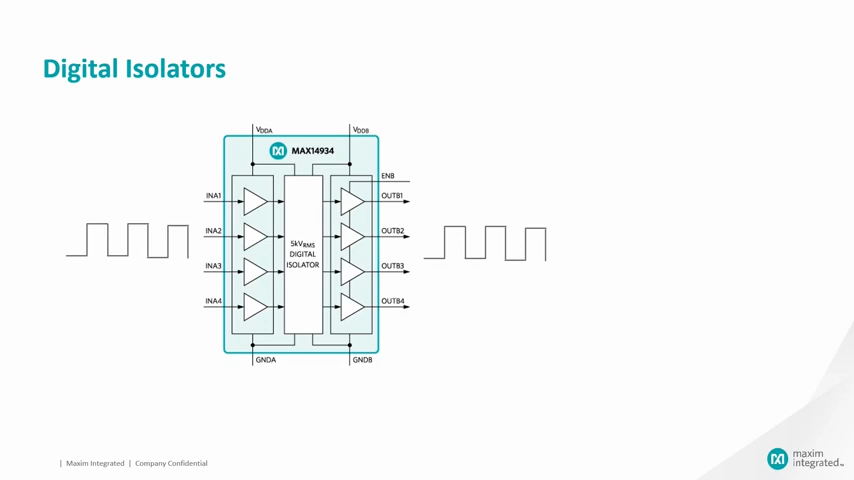 Digital Isolators
VDDA
VDDB
MAX14934
ENB
INA1
OUTB1
INA2
OUTB2
5kVRMS
DIGITAL
ISOLATOR
INA3
OUTB3
INA4
OUTB4
GNDA
GNDB
| Maxim Integrated | Company Confidential
maxim
integrated™